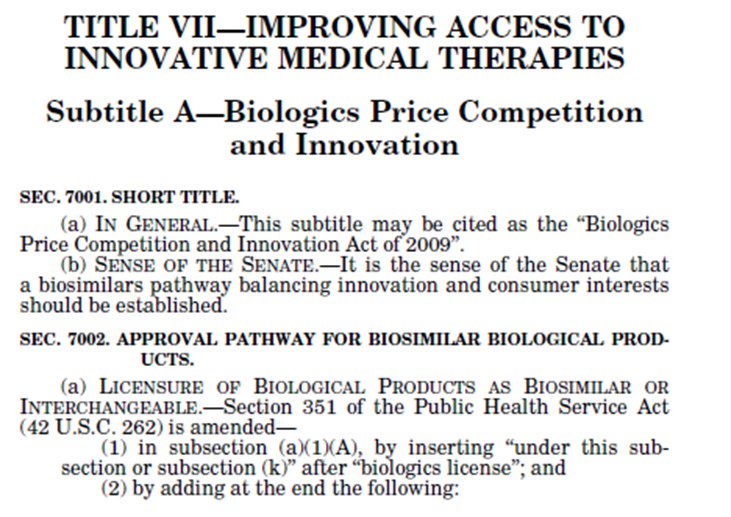 TITLE VII—IMPROVING ACCESS TO
INNOVATIVE MEDICAL THERAPIES
Subtitle A—Biologics Price Competition
and Innovation
SEC. 7001. SHORT TITLE.
(a) IN GENERAL.—This subtitle may be cited as the “Biologics
Price Competition and Innovation Act of 2009”.
(b) SENSE OF THE SENATE.—It is the sense of the Senate that
a biosimilars pathway balancing innovation and consumer interests
should be established.
SEC. 7002. APPROVAL PATHWAY FOR BIOSIMILAR BIOLOGICAL PROD-
UCTS.
(a) LICENSURE OF BIOLOGICAL PRODUCTS AS BIOSIMILAR OR
INTERCHANGEABLE.—Section 351 of the Public Health Service Act
(42 U.S.C. 262) is amended—
(1) in subsection (a)(1)(A), by inserting “under this sub-
section or subsection (k)” after “biologics license”; and
(2) by adding at the end the following: